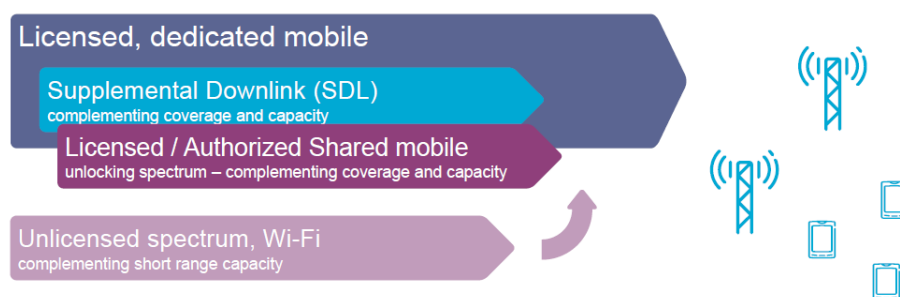 Licensed, dedicated mobile
Supplemental Downlink (SDL)
complementing coverage and capacity
Licensed / Authorized Shared mobile
unlocking spectrum – complementing coverage and capacity
Unlicensed spectrum, Wi-Fi
complementing short range capacity